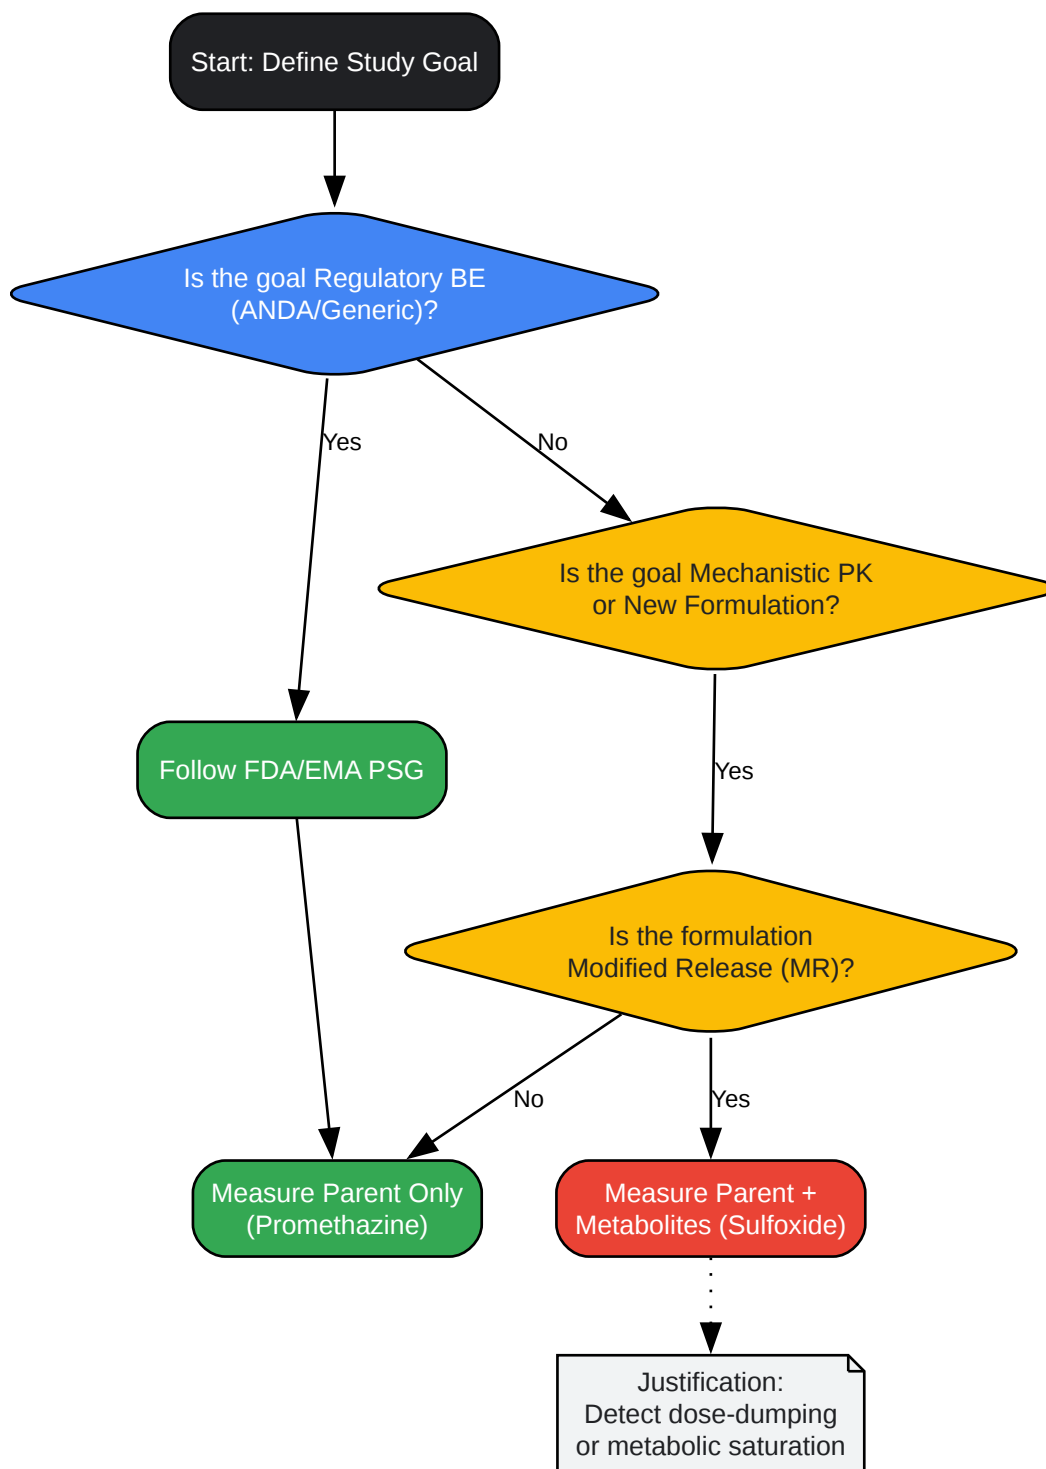 Start: Define Study Goal
Is the goal Regulatory BE
(ANDA/Generic)?
Yes
No
Is the goal Mechanistic PK
or New Formulation?
Follow FDA/EMA PSG
Yes
Is the formulation
Modified Release (MR)?
No
Yes
Measure Parent Only
(Promethazine)
Measure Parent +
Metabolites (Sulfoxide)
Justification:
Detect dose-dumping
or metabolic saturation